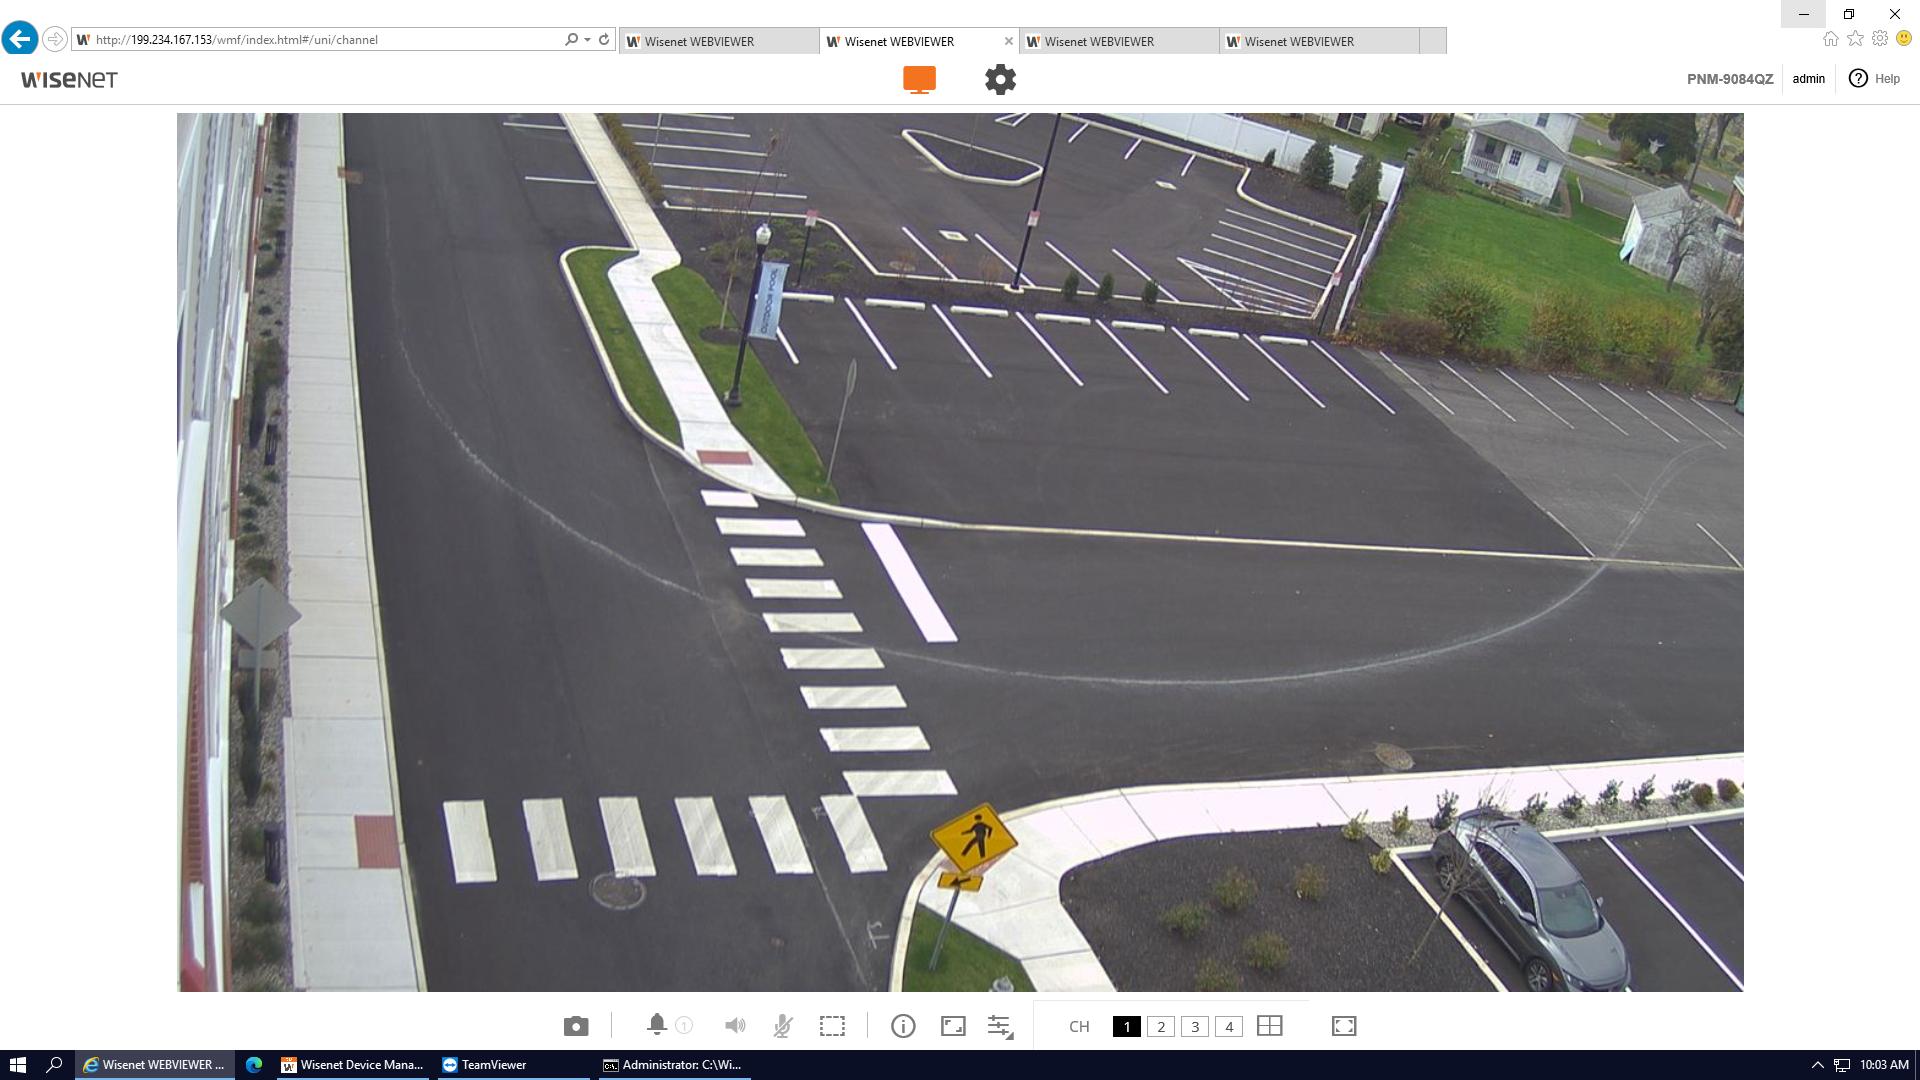 http://199.234.167.153/wmf/index.html#/uni/channel
Wisenet WEBVIEWER
Wisenet WEBVIEWER
Wisenet WEBVIEWER
Wisenet WEBVIEWER
WISENET
PNM-9084QZ
admin
? Help
OUTDOOR POOL
1
CH
1
2
3
4
Wisenet WEBVIEWER ...
Wisenet Device Mana...
TeamViewer
Administrator: C:\Wi...
10:03 AM